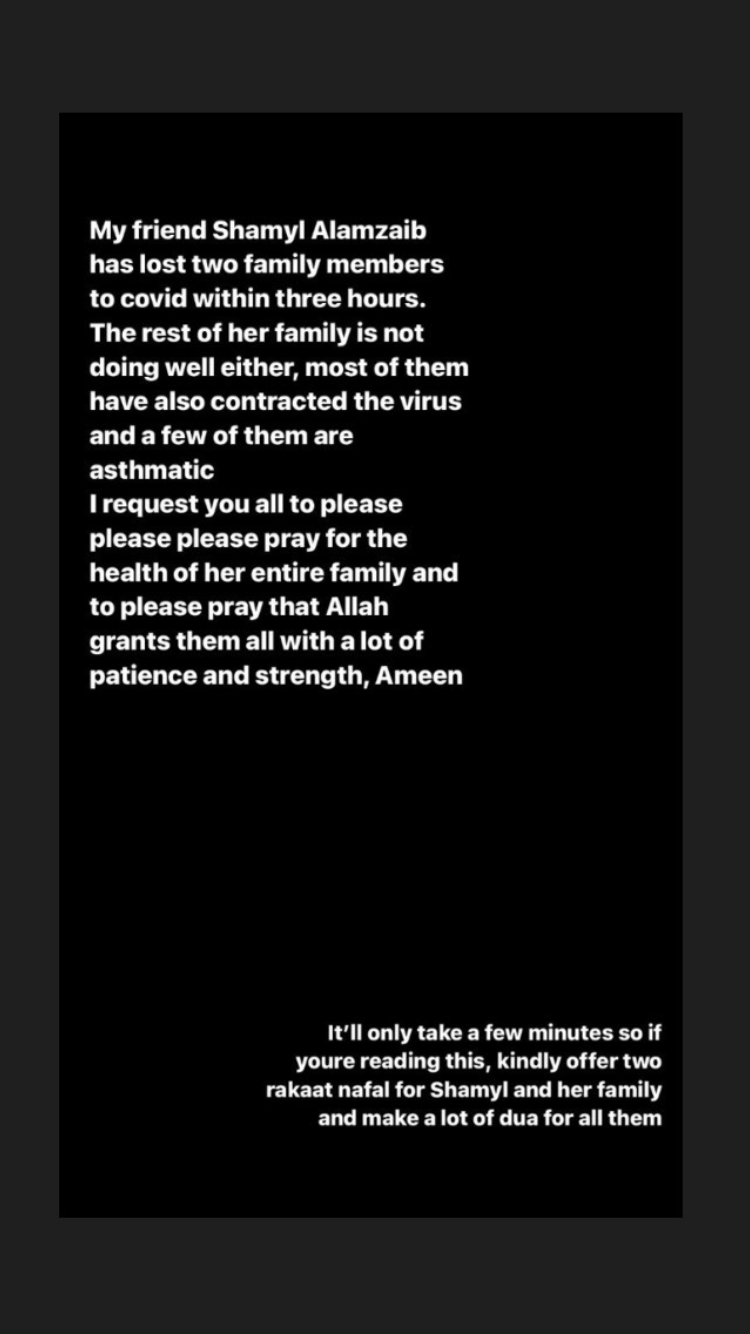 My friend Shamyl Alamzaib
has lost two family members
to covid within three hours.
The rest of her family is not
doing well either, most of them
have also contracted the virus
and a few of them are
asthmatic
I request you all to please
please please pray for the
health of her entire family and
to please pray that Allah
grants them all with a lot of
patience and strength, Ameen
It’ll only take a few minutes so if
youre reading this, kindly offer two
rakaat nafal for Shamyl and her family
and make a lot of dua for all them